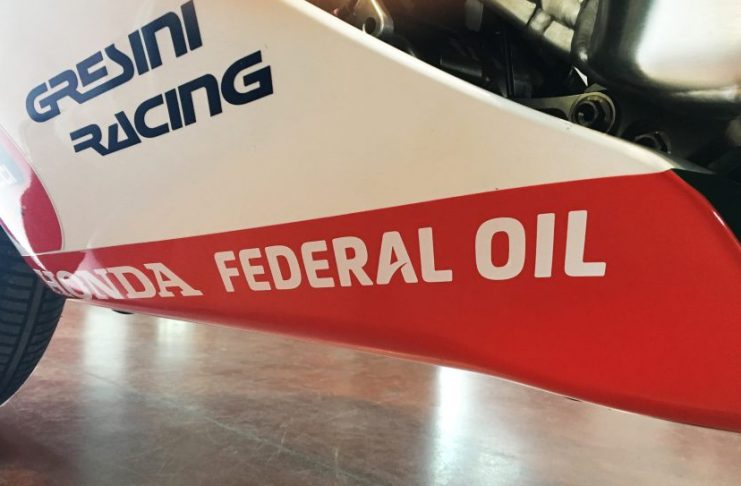 GRESINI
RACING
HONDA FEDERAL OIL